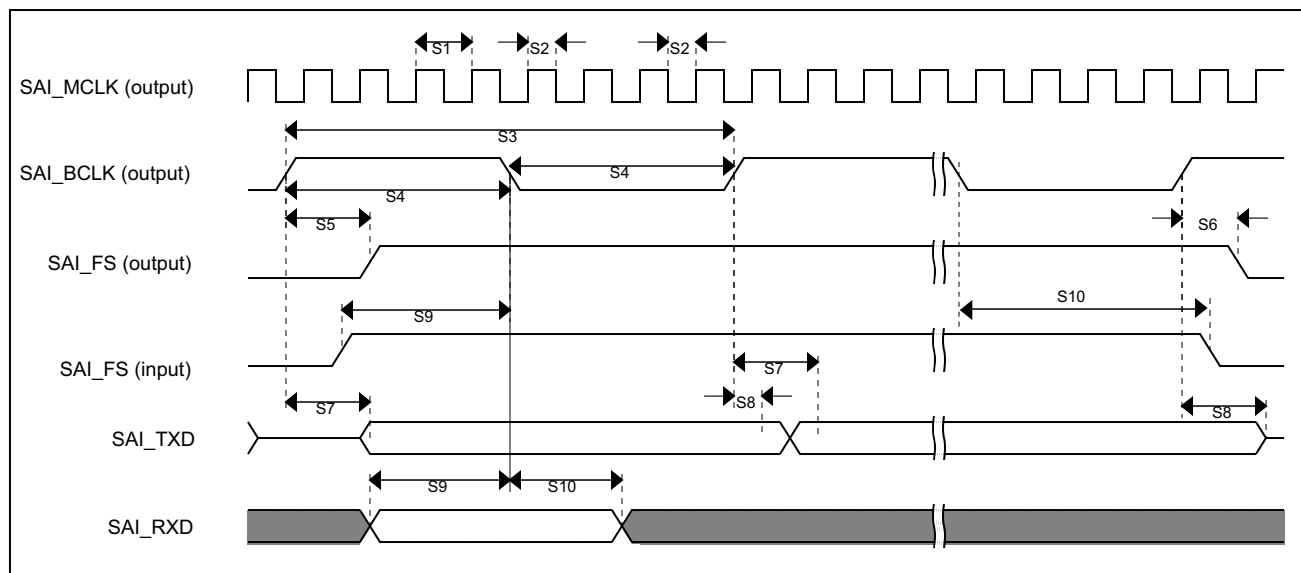 S1 S2 S2
SAI_MCLK (output)
S3
SAI_BCLK (output)
S4
S4
S5
S6
SAI_FS (output)
S9
S10
SAI_FS (input)
S7
S7
S8
S8
SAI_TXD
S9
S10
SAI_RXD